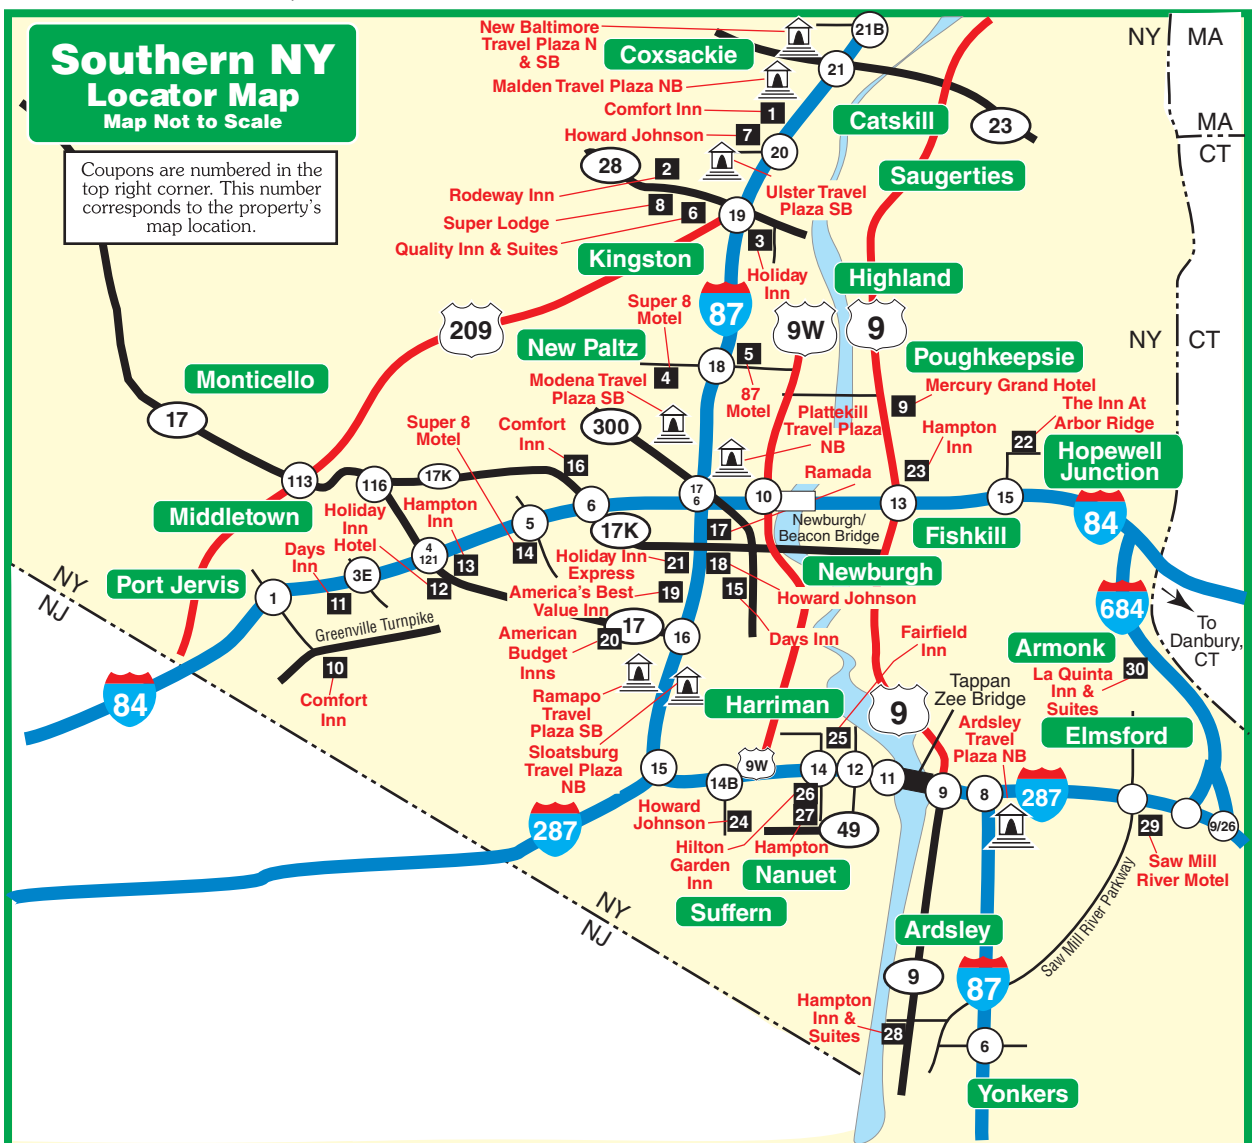 Southern NY
Locator Map
Map Not to Scale
Coupons are numbered in the
top right corner. This number
corresponds to the property's
map location.
New Baltimore
Travel Plaza N
& SB
21B
NY
MA
Coxsackie
21
Malden Travel Plaza NB
Comfort Inn
1
Catskill
23
MA
CT
Howard Johnson
7
20
28
2
Saugerties
Rodeway Inn
Ulster Travel
Plaza SB
8
6
19
Super Lodge
Quality Inn & Suites
3
Kingston
Holiday
Inn
Highland
Super 8
Motel
87
209
9W
9
NY
CT
New Paltz
5
Poughkeepsie
18
4
Monticello
Modena Travel
Plaza SB
87
Motel
Mercury Grand Hotel
9
The Inn At
Arbor Ridge
17
Super 8
Motel
Comfort
Inn
300
Plattekill
Travel Plaza
NB
Hampton
Inn
22
Hopewell
Junction
16
23
Ramada
113
116
17K
6
17
6
10
13
15
84
Middletown
Holiday
Inn
Hotel
Hampton
Inn
5
17K
17
Newburgh/
Beacon Bridge
Fishkill
Days
Inn
4
121
13
14
Holiday Inn
Express
21
18
Newburgh
NY
NJ
Port Jervis
3E
1
11
12
America's Best
Value Inn
19
15
Howard Johnson
684
To
Danbury,
CT
Greenville Turnpike
American
Budget
Inns
20
17
16
Days Inn
Fairfield
Inn
10
Comfort
Inn
Armonk
La Quinta
Inn &
Suites
30
84
Ramapo
Travel
Plaza SB
Harriman
9
Tappan
Zee Bridge
Sloatsburg
Travel Plaza
NB
25
Ardsley
Travel
Plaza NB
Elmsford
15
14B
9W
14
12
11
9
8
287
287
Howard
Johnson
24
26
27
49
29
9/26
Hilton
Garden
Inn
Hampton
Saw Mill
River Motel
Nanuet
Suffern
NY
NJ
Ardsley
Saw Mill River Parkway
9
87
Hampton
Inn &
Suites
28
6
Yonkers